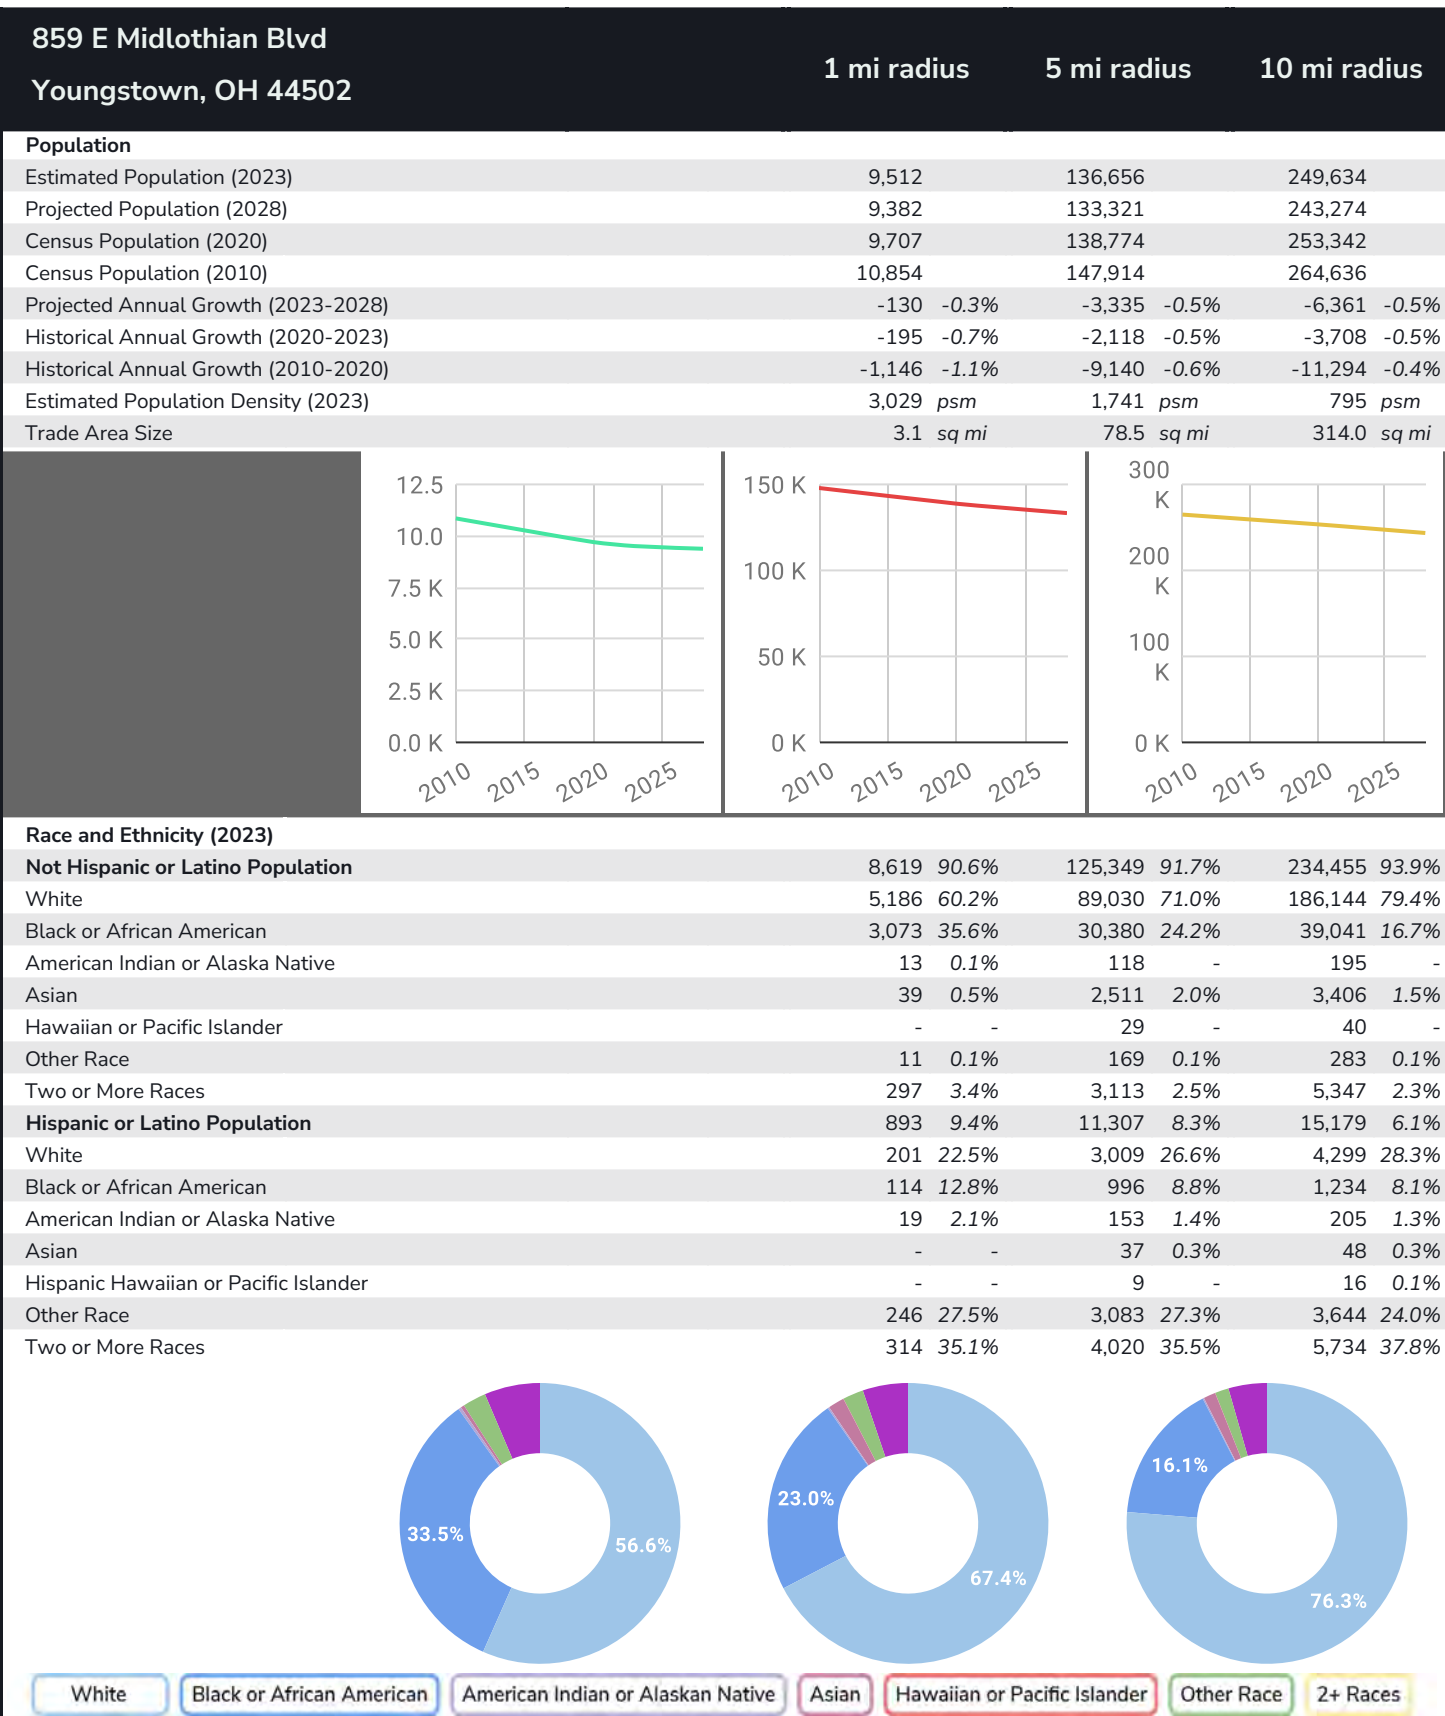 859 E Midlothian Blvd
Youngstown, OH 44502
1 mi radius 5 mi radius 10 mi radius
Population
Estimated Population (2023) 9,512 136,656 249,634
Projected Population (2028) 9,382 133,321 243,274
Census Population (2020) 9,707 138,774 253,342
Census Population (2010) 10,854 147,914 264,636
Projected Annual Growth (2023-2028) -130 -0.3% -3,335 -0.5% -6,361 -0.5%
Historical Annual Growth (2020-2023) -195 -0.7% -2,118 -0.5% -3,708 -0.5%
Historical Annual Growth (2010-2020) -1,146 -1.1% -9,140 -0.6% -11,294 -0.4%
Estimated Population Density (2023) 3,029 psm 1,741 psm 795 psm
Trade Area Size 3.1 sq mi 78.5 sq mi 314.0 sq mi
12.5
10.0
7.5 K
5.0 K
2.5 K
0.0 K
2010 2015 2020 2025
150 K
100 K
50 K
0 K
2010 2015 2020 2025
300
K
200
K
100
K
0 K
2010 2015 2020 2025
Race and Ethnicity (2023)
Not Hispanic or Latino Population 8,619 90.6% 125,349 91.7% 234,455 93.9%
White 5,186 60.2% 89,030 71.0% 186,144 79.4%
Black or African American 3,073 35.6% 30,380 24.2% 39,041 16.7%
American Indian or Alaska Native 13 0.1% 118 - 195 -
Asian 39 0.5% 2,511 2.0% 3,406 1.5%
Hawaiian or Pacific Islander - - 29 - 40 -
Other Race 11 0.1% 169 0.1% 283 0.1%
Two or More Races 297 3.4% 3,113 2.5% 5,347 2.3%
Hispanic or Latino Population 893 9.4% 11,307 8.3% 15,179 6.1%
White 201 22.5% 3,009 26.6% 4,299 28.3%
Black or African American 114 12.8% 996 8.8% 1,234 8.1%
American Indian or Alaska Native 19 2.1% 153 1.4% 205 1.3%
Asian - - 37 0.3% 48 0.3%
Hispanic Hawaiian or Pacific Islander - - 9 - 16 0.1%
Other Race 246 27.5% 3,083 27.3% 3,644 24.0%
Two or More Races 314 35.1% 4,020 35.5% 5,734 37.8%
33.5% 56.6%
23.0% 67.4%
16.1% 76.3%
White Black or African American American Indian or Alaskan Native Asian Hawaiian or Pacific Islander Other Race 2+ Races